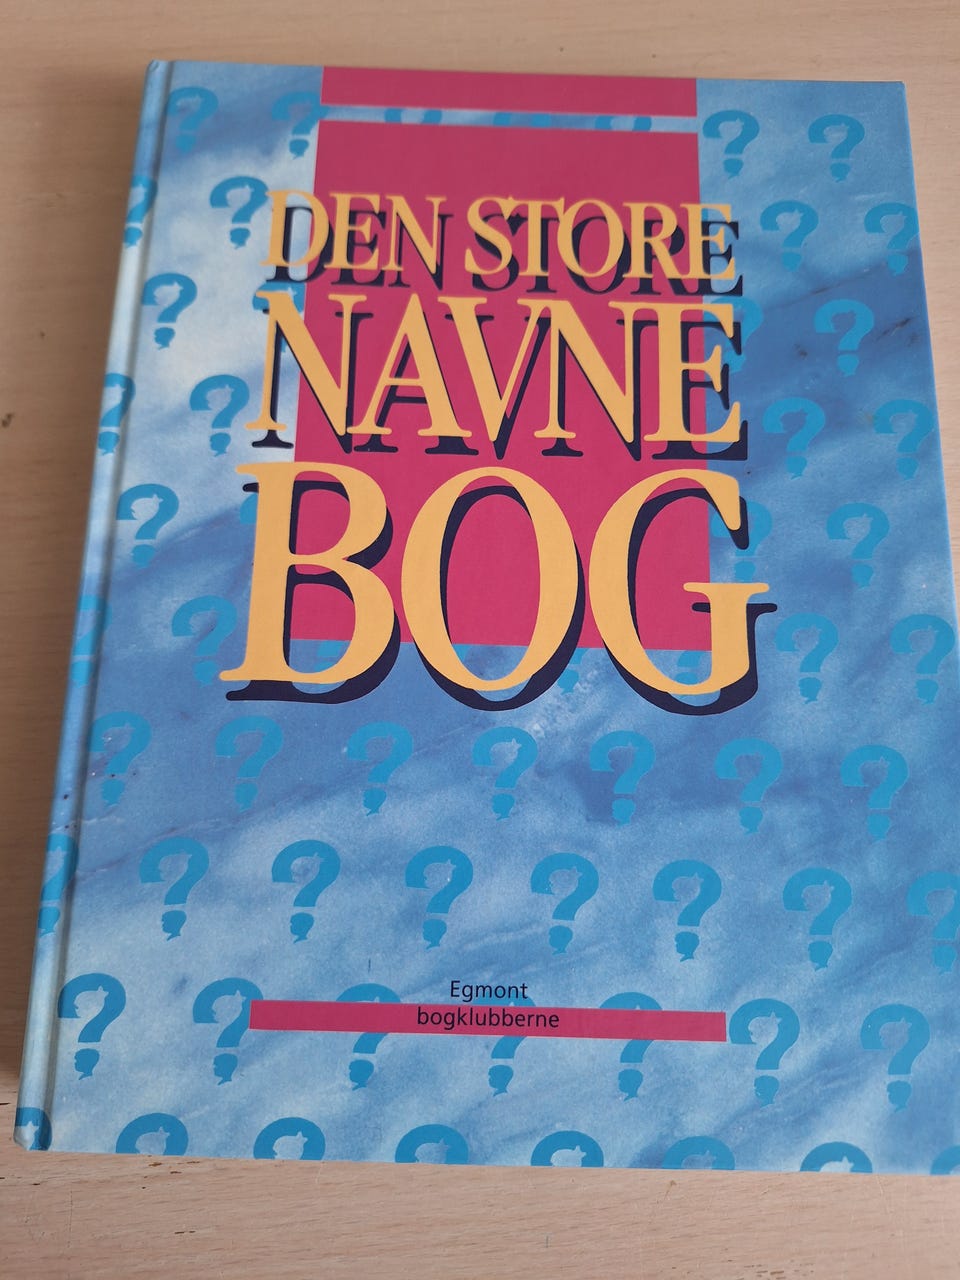 DEN STORE
NAVNE
BOG
Egmont
bogklubberne